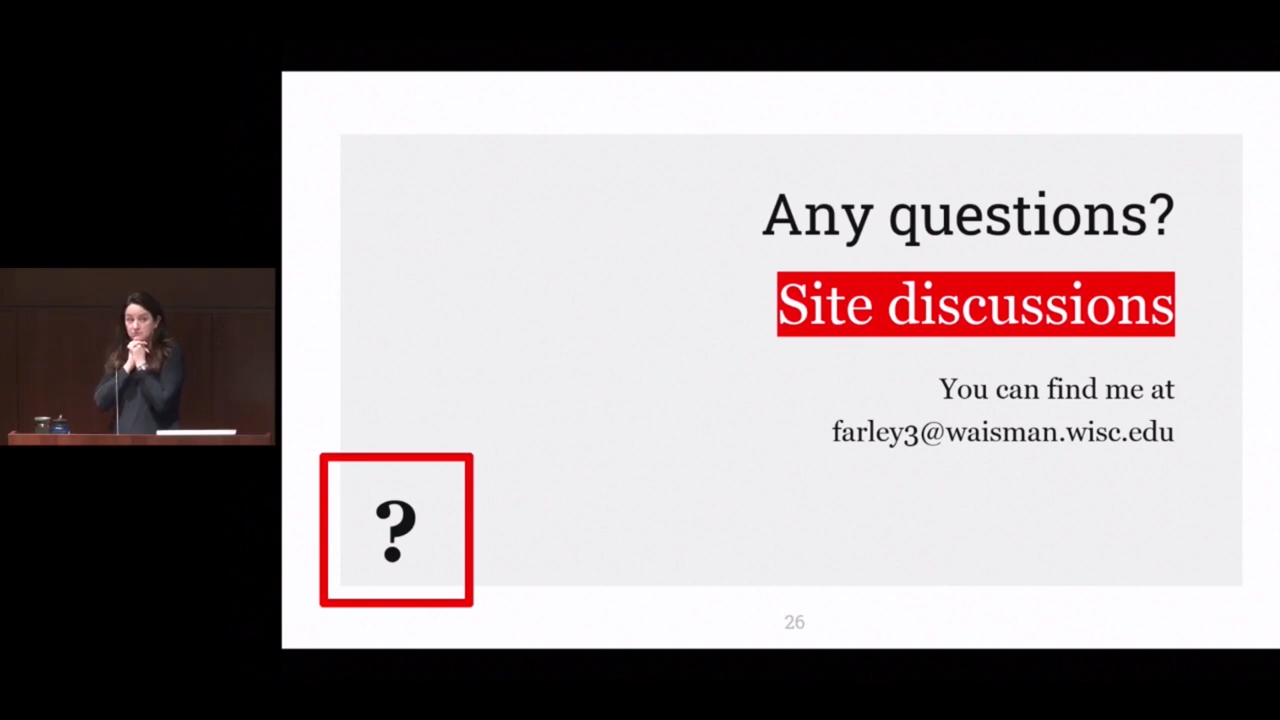 Any questions?
Site discussions
You can find me at
farley3@waisman.wisc.edu
?
26